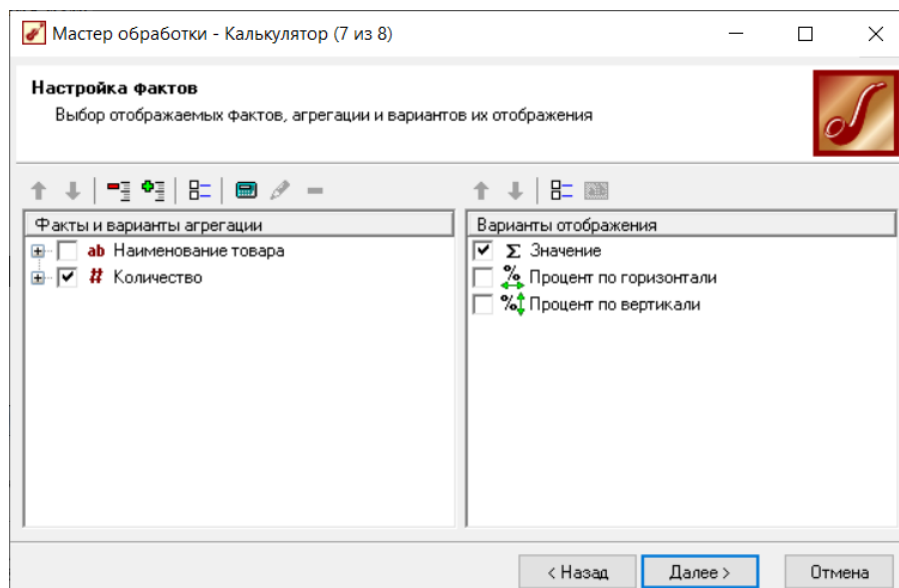 Мастер обработки - Калькулятор (7 из 8)
Настройка фактов
Выбор отображаемых фактов, агрегации и вариантов их отображения
Факты и варианты агрегации
ab Наименование товара
# Количество
Варианты отображения
Σ Значение
% Процент по горизонтали
% Процент по вертикали
< Назад
Далее >
Отмена